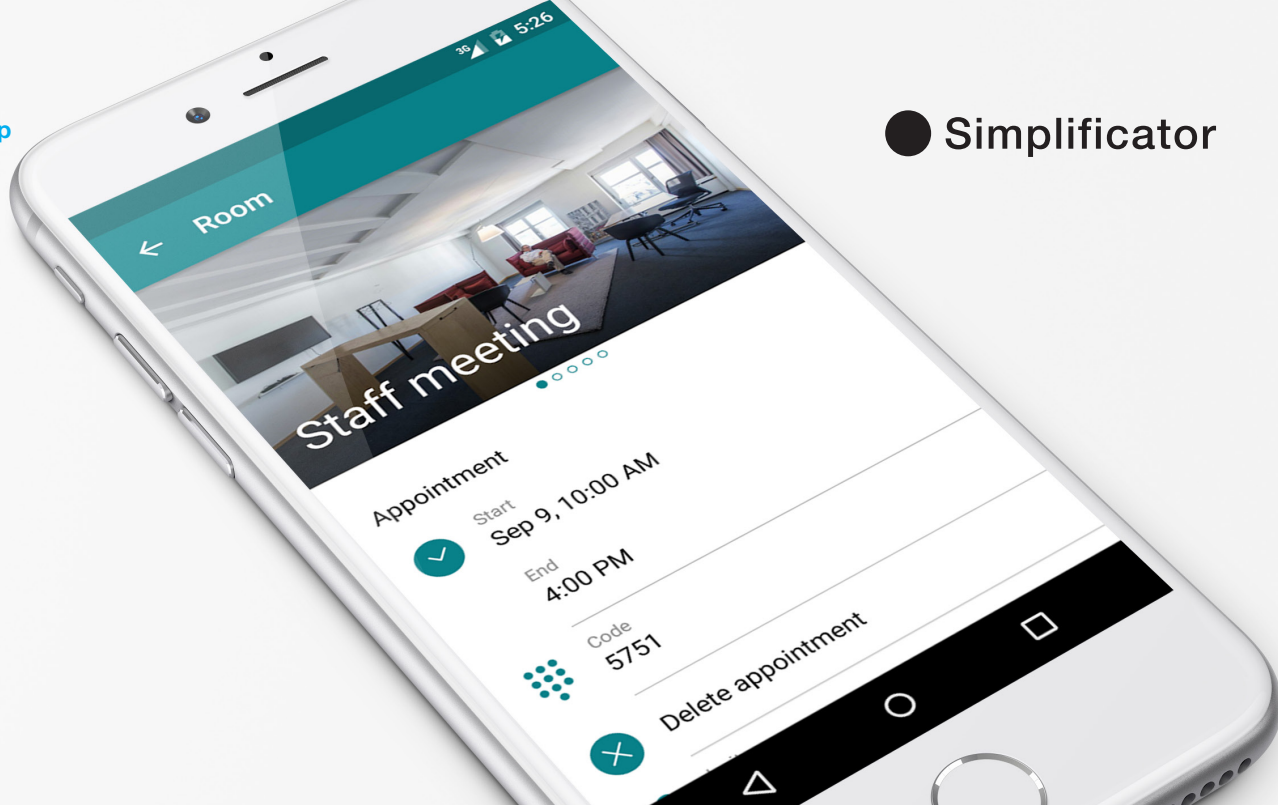 Simplificator
3G 5:26
Room
Staff meeting
Appointment
Start
Sep 9, 10:00 AM
End
4:00 PM
Code
5751
Delete appointment